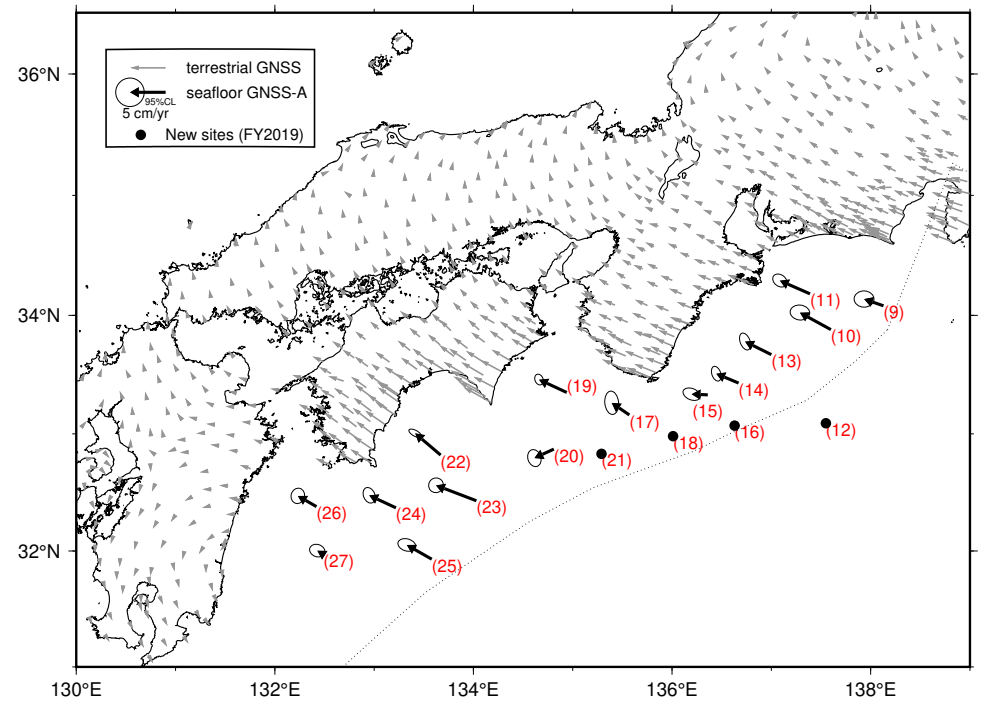 36°N
34°N
32°N
terrestrial GNSS
95%CL
seafloor GNSS-A
5 cm/yr
New sites (FY2019)
(11)
(9)
(10)
(13)
(14)
(19)
(15)
(17)
(16)
(12)
(18)
(20)
(21)
(22)
(23)
(26)
(24)
(27)
(25)
130°E
132°E
134°E
136°E
138°E